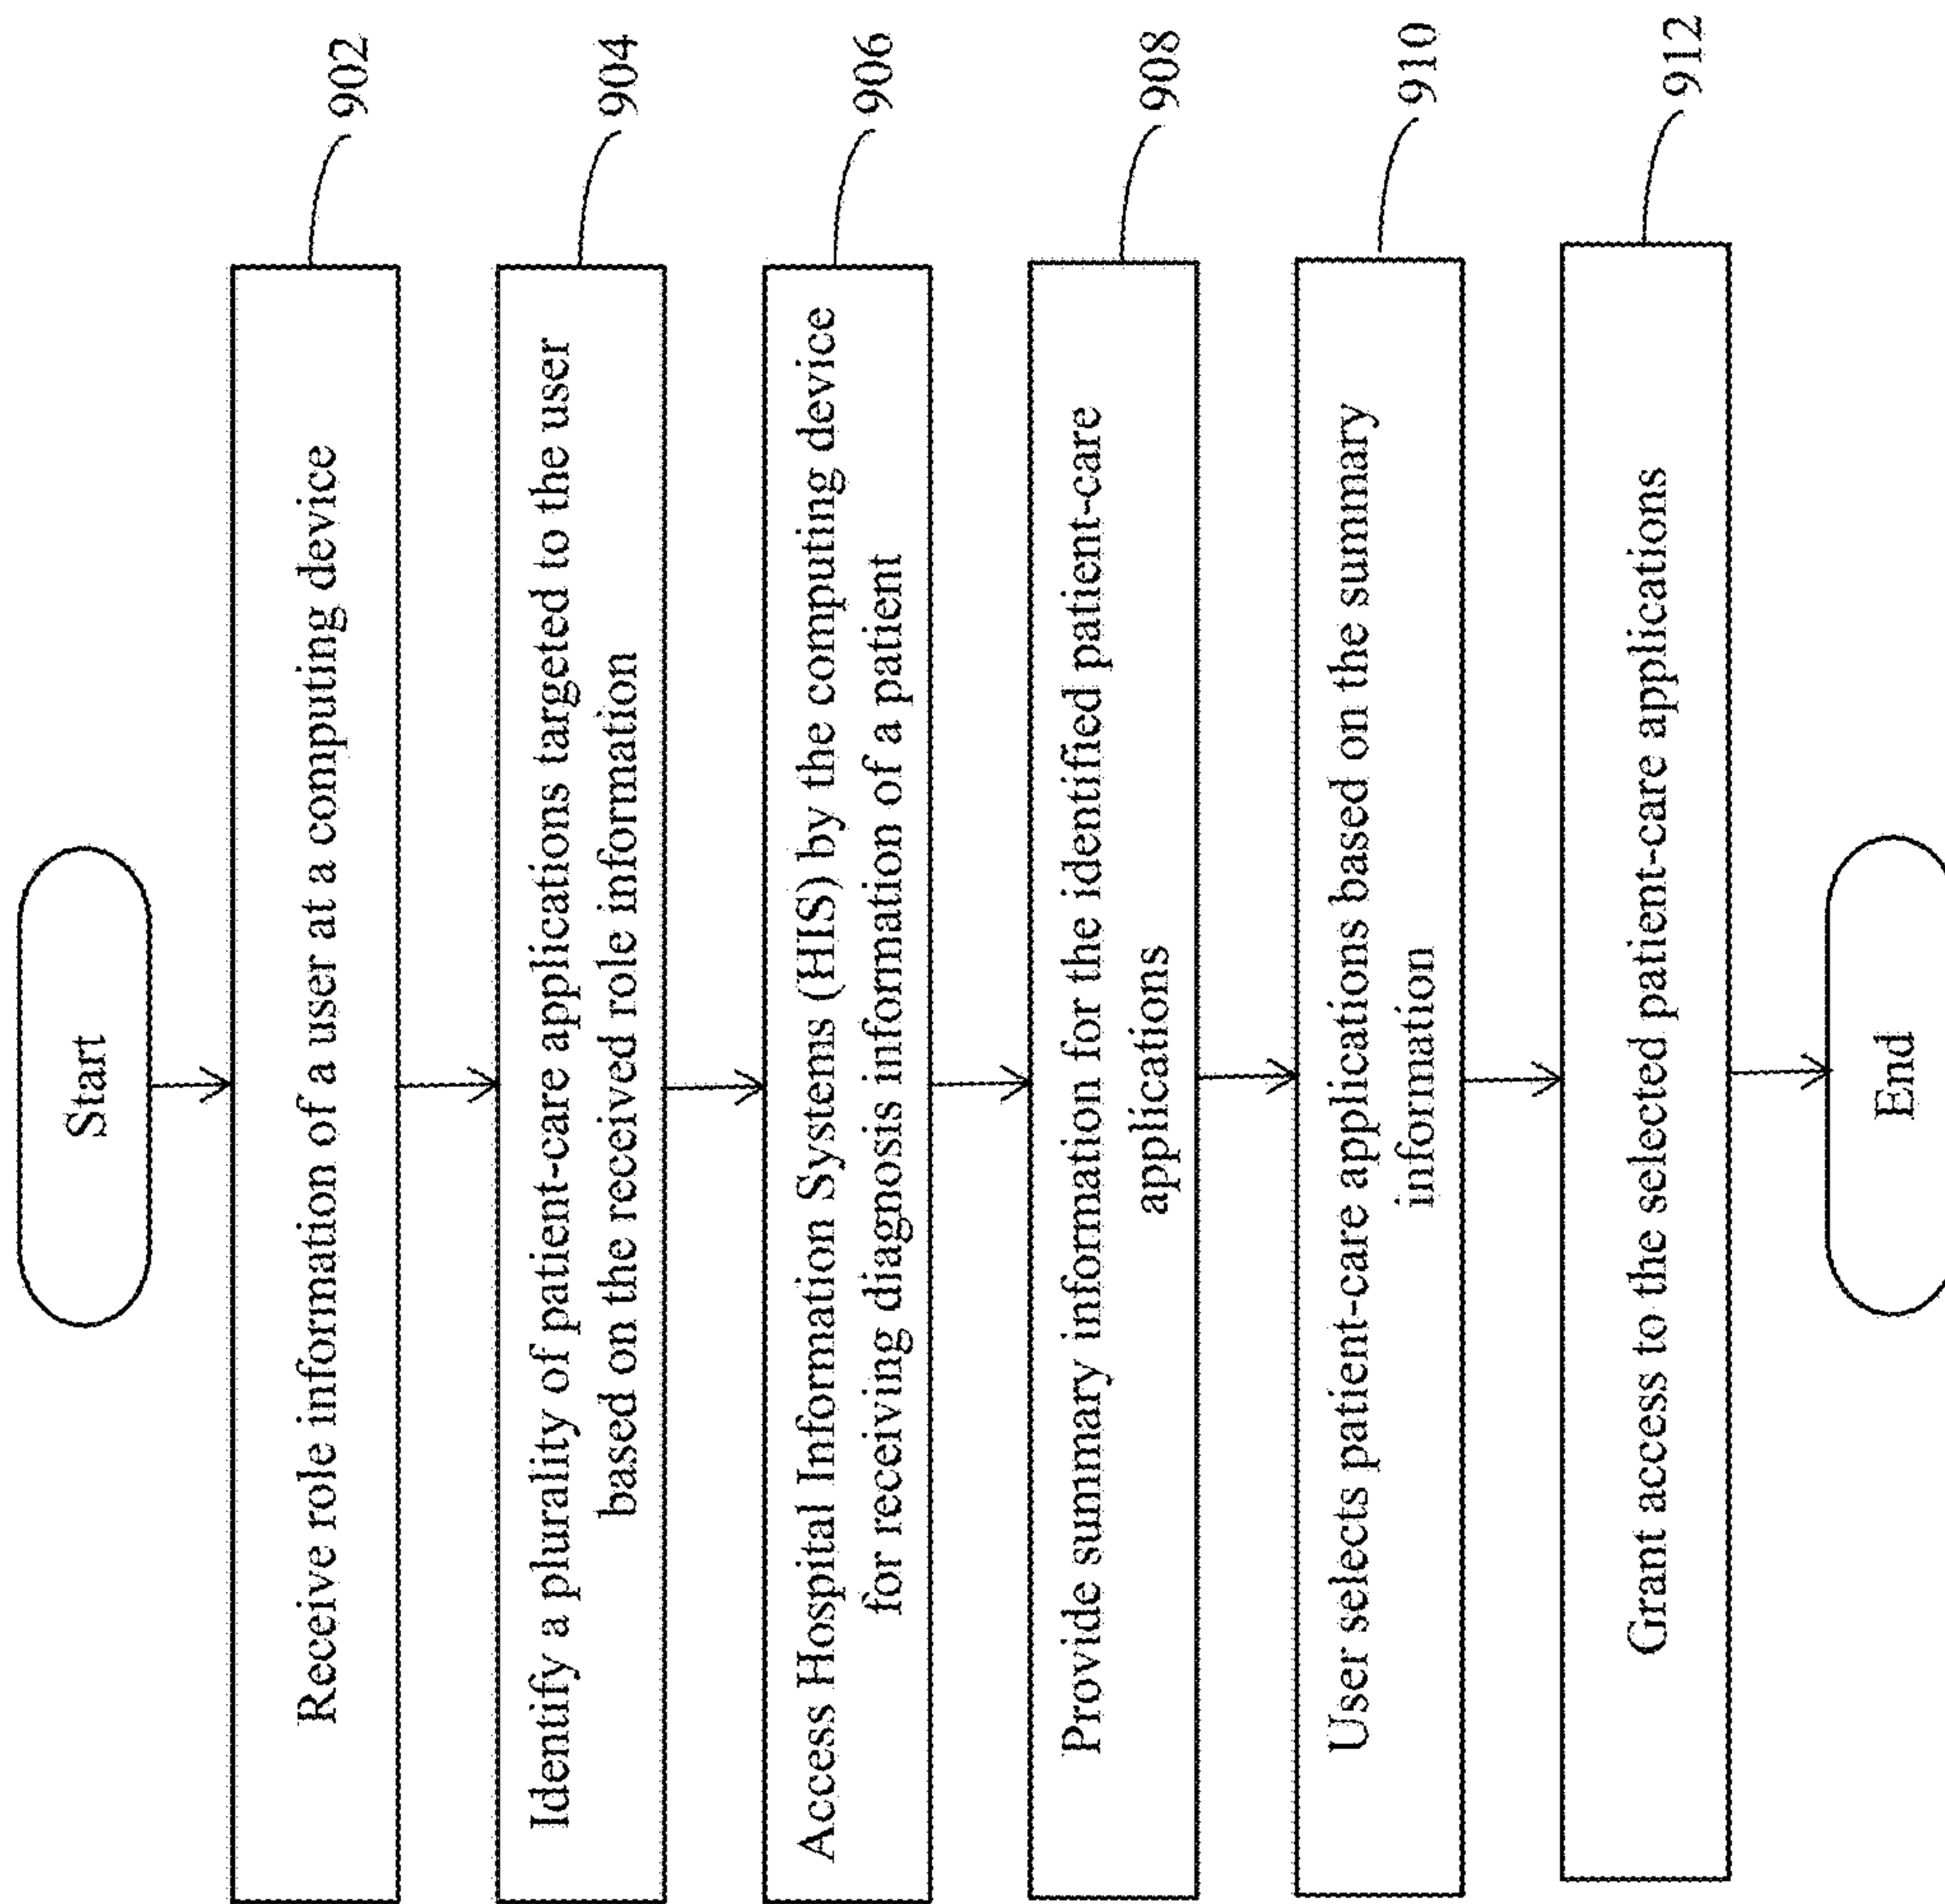 Start
Receive role information of a user at a computing device
902
Identify a plurality of patient-care applications targeted to the user
based on the received role information
904
Access Hospital Information Systems (HIS) by the computing device
for receiving diagnosis information of a patient
906
Provide summary information for the identified patient-care
applications
908
User selects patient-care applications based on the summary
information
910
Grant access to the selected patient-care applications
912
End